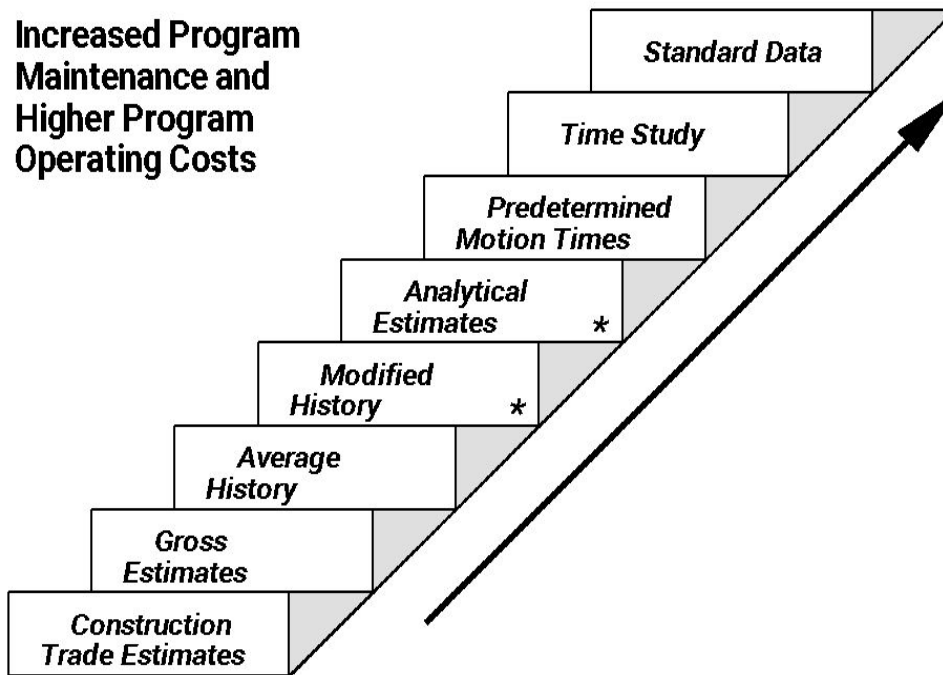 Increased Program
Maintenance and
Higher Program
Operating Costs
Standard Data
Time Study
Predetermined
Motion Times
Analytical
Estimates *
Modified
History *
Average
History
Gross
Estimates
Construction
Trade Estimates